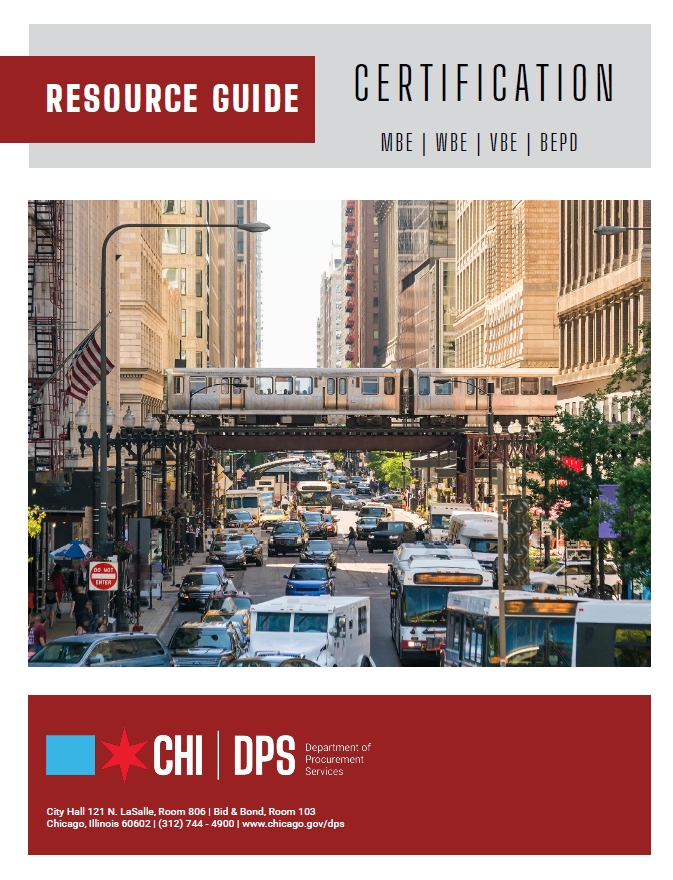 RESOURCE GUIDE
CERTIFICATION
MBE | WBE | VBE | BEPD
DO NOT
ENTER
CHI | DPS
Department of
Procurement
Services
City Hall 121 N. LaSalle, Room 806 | Bid & Bond, Room 103
Chicago, Illinois 60602 | (312) 744 - 4900 | www.chicago.gov/dps